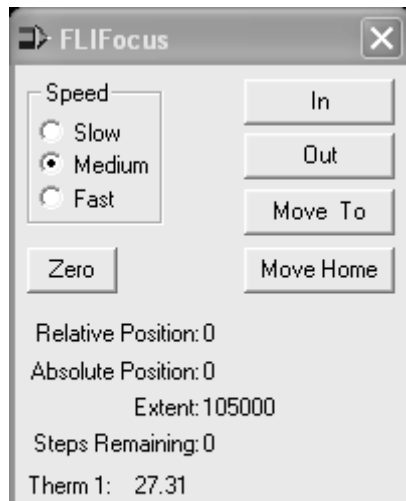 FLIFocus
Speed
Slow
Medium
Fast
In
Out
Move To
Zero
Move Home
Relative Position: 0
Absolute Position: 0
Extent: 105000
Steps Remaining: 0
Therm 1: 27.31